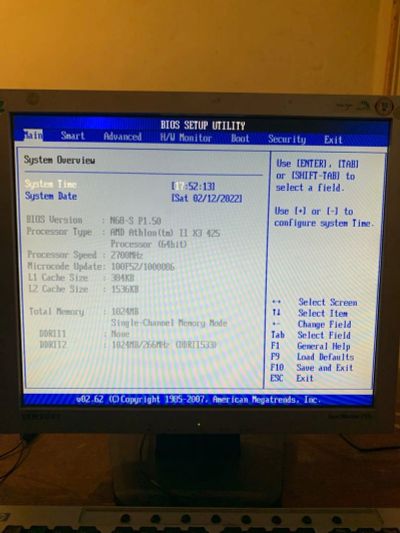 BIOS SETUP UTILITY
Main Smart Advanced H/W Monitor Boot Security Exit
System Overview
System Time [17:52:13]
System Date [Sat 02/12/2022]
BIOS Version : N68-S P1.50
Processor Type : AMD Athlon(tm) II X3 425
Processor (64bit)
Processor Speed : 2700MHz
Microcode Update: 100F52/1000086
L1 Cache Size : 384KB
L2 Cache Size : 1536KB
Total Memory : 1024MB
Single-Channel Memory Mode
DDRII1 : None
DDRII2 : 1024MB/266MHz (DDRII533)
Use [ENTER], [TAB]
or [SHIFT-TAB] to
select a field.
Use [+] or [-] to
configure system Time.
↔ Select Screen
↑↓ Select Item
+- Change Field
Tab Select Field
F1 General Help
F9 Load Defaults
F10 Save and Exit
ESC Exit
v02.62 (C)Copyright 1985-2007, American Megatrends, Inc.
SAMSUNG